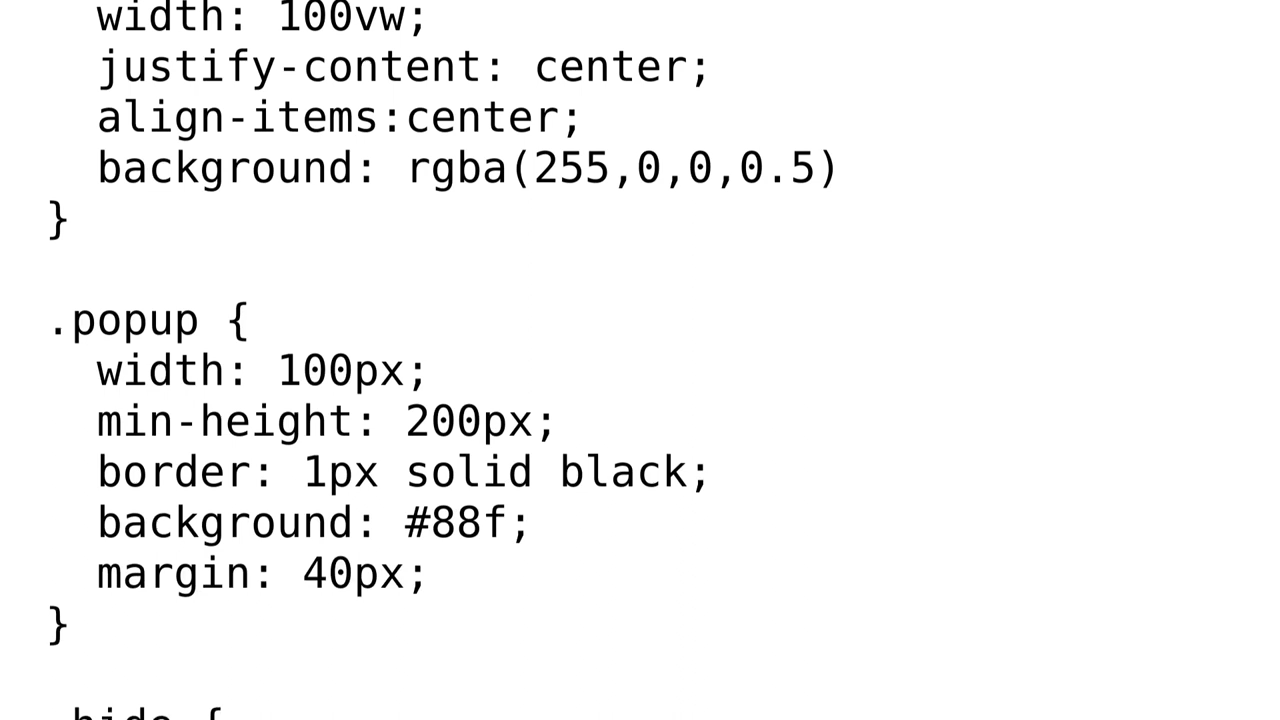 width: 100vw;
justify-content: center;
align-items:center;
background: rgba(255,0,0,0.5)
}
.popup {
width: 100px;
min-height: 200px;
border: 1px solid black;
background: #88f;
margin: 40px;
}
.hide {